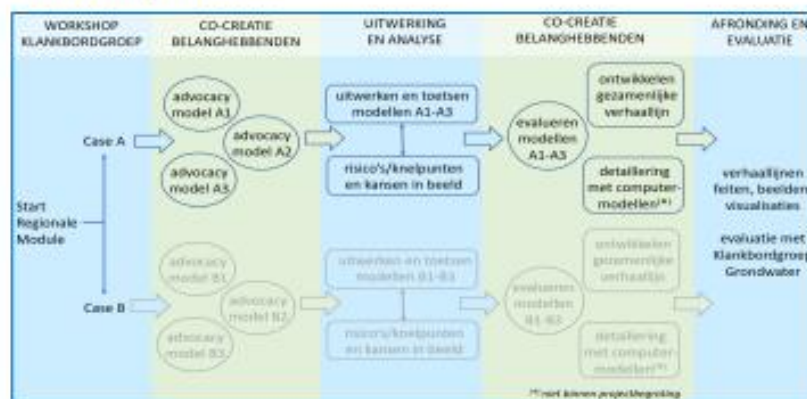 WORKSHOP
KLANKBORDGROEP
CO-CREATIE
BELANGHEBBENDEN
UITWERKING
EN ANALYSE
CO-CREATIE
BELANGHEBBENDEN
AFRONDING EN
EVALUATIE
Start
Regionale
Module
Case A
advocacy
model A1
advocacy
model A2
advocacy
model A3
uitwerken en toetsen
modellen A1-A3
risico's/knelpunten
en kansen in beeld
evalueren
modellen
A1-A3
ontwikkelen
gezamenlijke
verhaallijn
detaillering
met computer-
modellen(*)
Case B
advocacy
model B1
advocacy
model B2
advocacy
model B3
uitwerken en toetsen
modellen B1-B3
risico's/knelpunten
en kansen in beeld
evalueren
modellen
B1-B3
ontwikkelen
gezamenlijke
verhaallijn
detaillering
met computer-
modellen(*)
verhaallijnen
feiten, beelden
visualisaties
evaluatie met
Klankbordgroep
Grondwater
(*) niet binnen projectbegroting